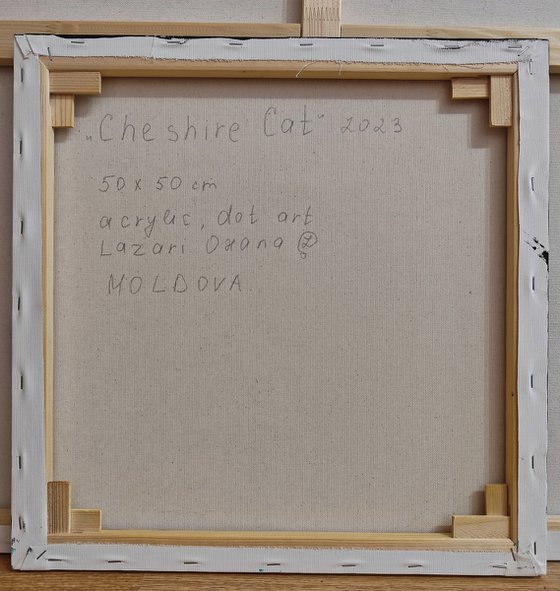 „Cheshire Cat" 2023
50 x 50 cm
acrylic, dot art
Lazari Oxana
MOLDOVA